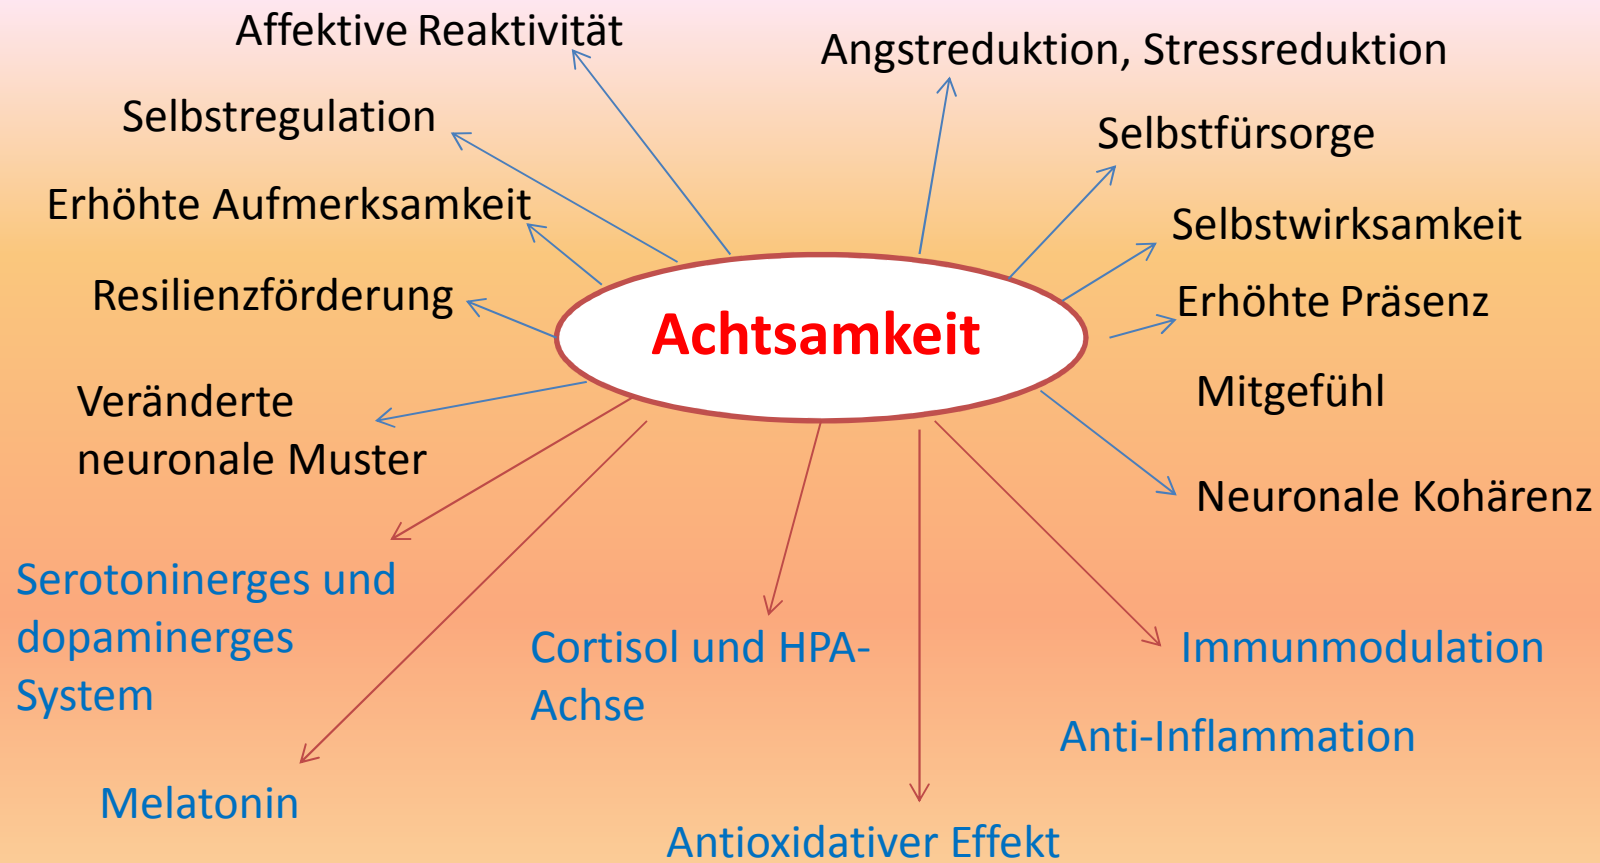 Affektive Reaktivität
Angstreduktion, Stressreduktion
Selbstregulation
Selbstfürsorge
Erhöhte Aufmerksamkeit
Selbstwirksamkeit
Resilienzförderung
Erhöhte Präsenz
Achtsamkeit
Veränderte
neuronale Muster
Mitgefühl
Neuronale Kohärenz
Serotoninerges und
dopaminerges
System
Cortisol und HPA-
Achse
Immunmodulation
Anti-Inflammation
Melatonin
Antioxidativer Effekt